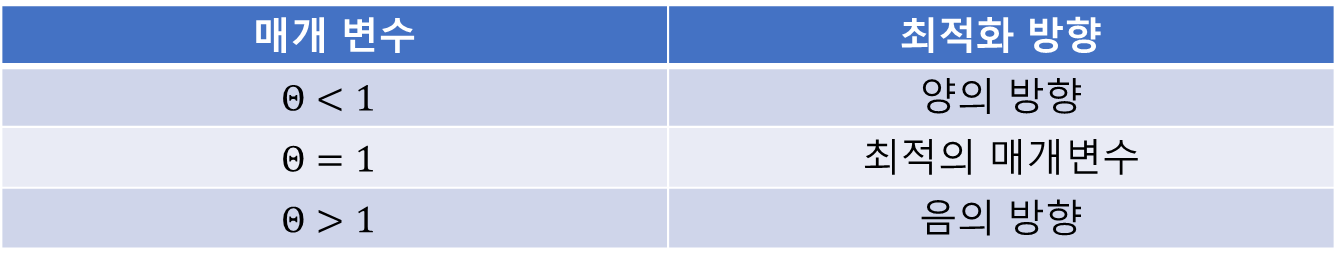 매개 변수 최적화 방향
Θ < 1 양의 방향
Θ = 1 최적의 매개변수
Θ > 1 음의 방향